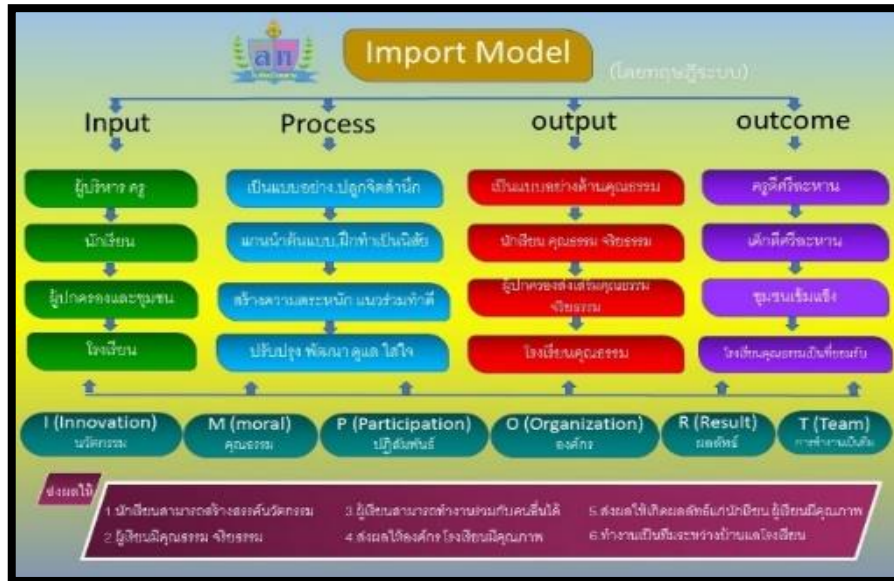 Import Model
(โดยทฤษฎีระบบ)
Input
Process
output
outcome
ผู้บริหาร ครู
เป็นแบบอย่าง.ปลูกจิตสำนึก
เป็นแบบอย่างด้านคุณธรรม
ครูดีศรีละหาน
นักเรียน
แกนนำต้นแบบ.ฝึกทำเป็นนิสัย
นักเรียน คุณธรรม จริยธรรม
เด็กดีศรีละหาน
ผู้ปกครองและชุมชน
สร้างความตระหนัก แนวร่วมทำดี
ผู้ปกครองส่งเสริมคุณธรรม
จริยธรรม
ชุมชนเข้มแข็ง
โรงเรียน
ปรับปรุง พัฒนา ดูแล ใส่ใจ
โรงเรียนคุณธรรม
โรงเรียนคุณธรรมเป็นที่ยอมรับ
I (Innovation)
นวัตกรรม
M (moral)
คุณธรรม
P (Participation)
ปฏิสัมพันธ์
O (Organization)
องค์กร
R (Result)
ผลลัพธ์
T (Team)
การทำงานเป็นทีม
ส่งผลให้
1 นักเรียนสามารถสร้างสรรค์นวัตกรรม
2 ผู้เรียนมีคุณธรรม จริยธรรม
3 ผู้เรียนสามารถทำงานร่วมกับคนอื่นได้
4 ส่งผลให้องค์กร โรงเรียนมีคุณภาพ
5 ส่งผลให้เกิดผลลัพธ์แก่นักเรียน ผู้เรียนมีคุณภาพ
6 ทำงานเป็นทีมระหว่างบ้านและโรงเรียน